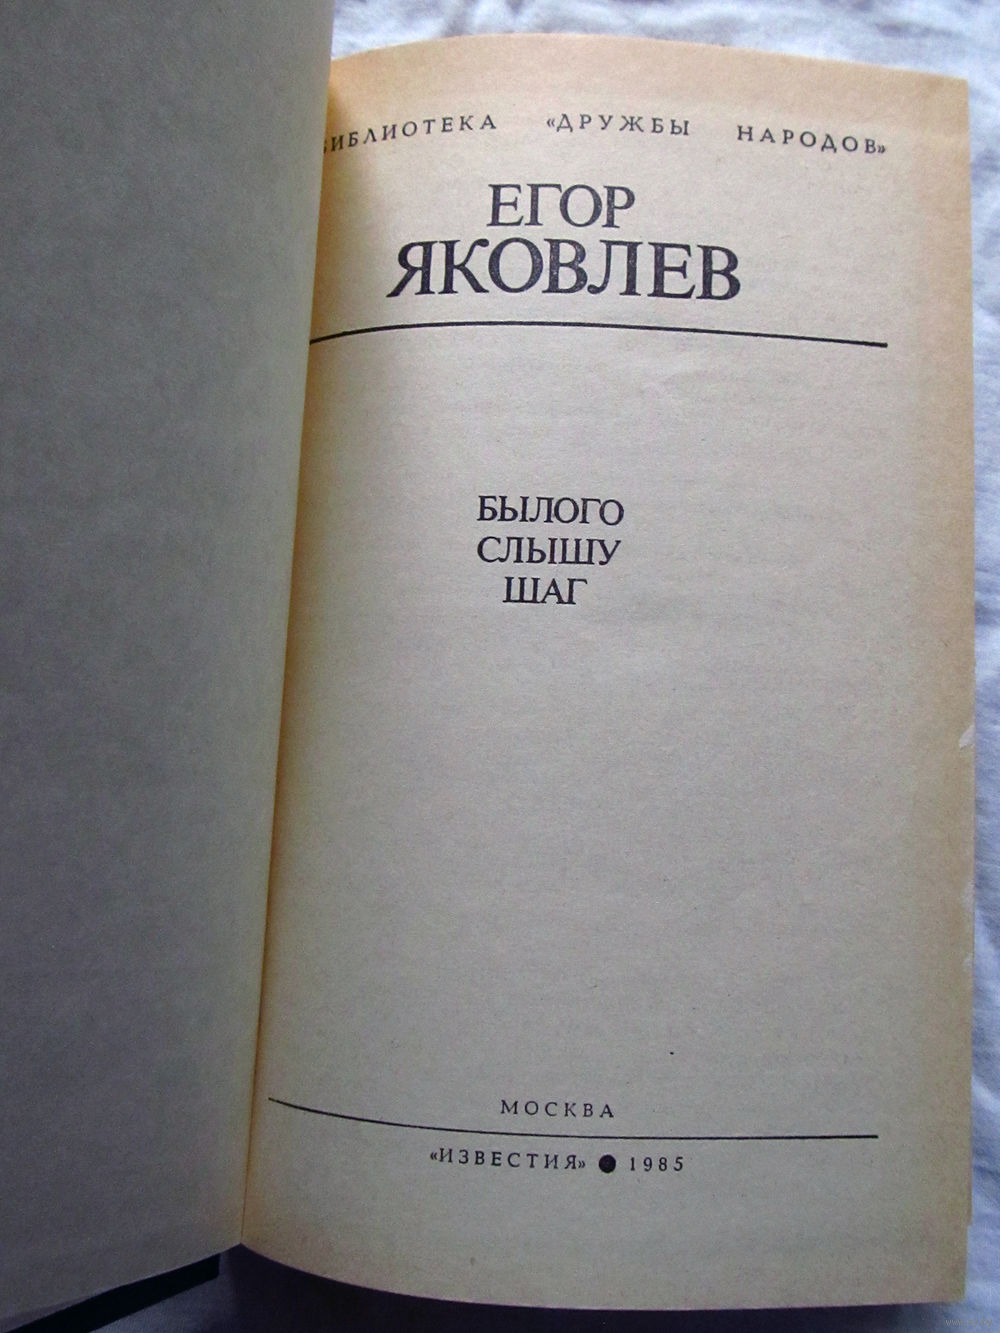 БИБЛИОТЕКА «ДРУЖБЫ НАРОДОВ»
ЕГОР
ЯКОВЛЕВ
БЫЛОГО
СЛЫШУ
ШАГ
МОСКВА
«ИЗВЕСТИЯ» ● 1985